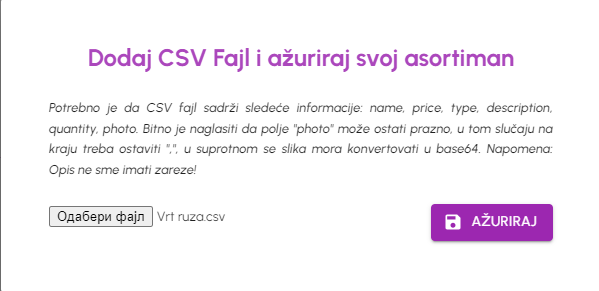 Dodaj CSV Fajl i ažuriraj svoj asortiman
Potrebno je da CSV fajl sadrži sledeće informacije: name, price, type, description,
quantity, photo. Bitno je naglasiti da polje "photo" može ostati prazno, u tom slučaju na
kraju treba ostaviti ",", u suprotnom se slika mora konvertovati u base64. Napomena:
Opis ne sme imati zareze!
Одабери фајл Vrt ruza.csv
AŽURIRAJ